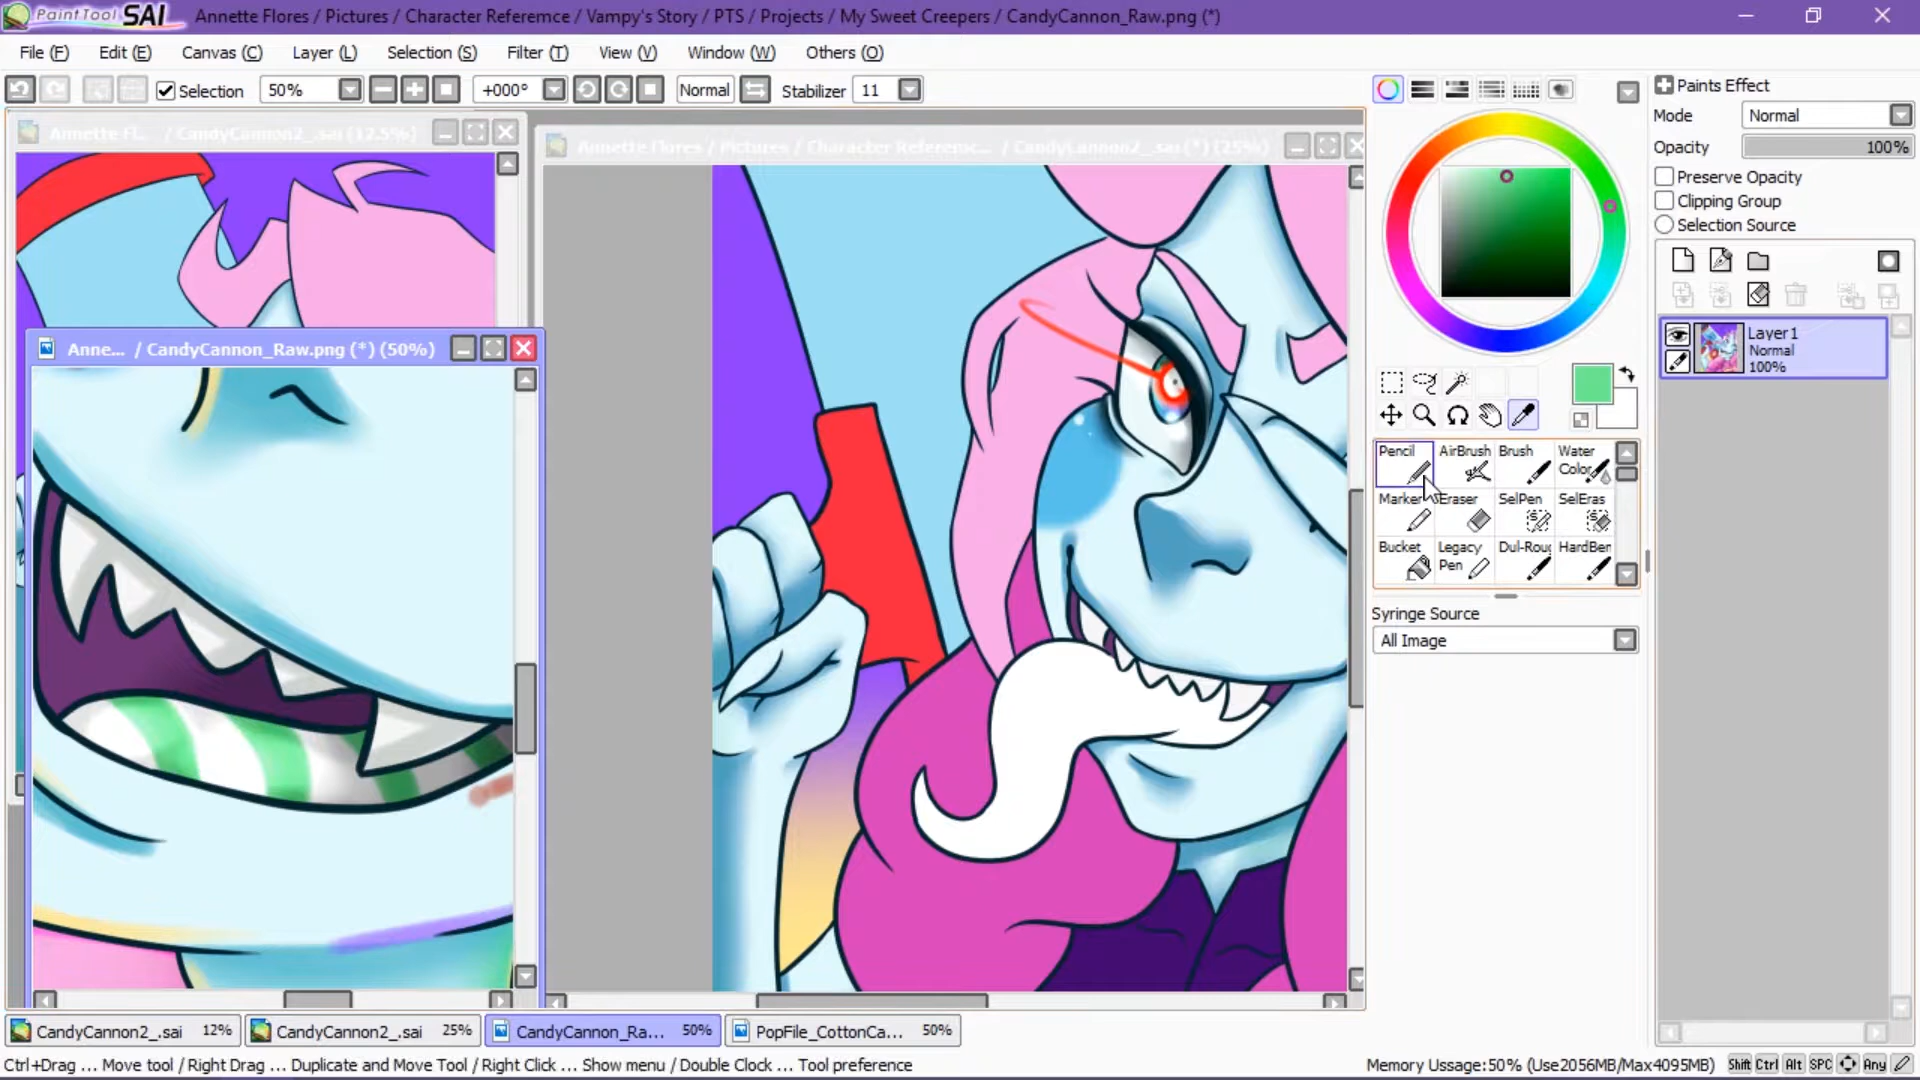 PaintTool SAI Annette Flores / Pictures / Character Referemce / Vampy's Story / PTS / Projects / My Sweet Creepers / CandyCannon_Raw.png (*)
File (F) Edit (E) Canvas (C) Layer (L) Selection (S) Filter (T) View (V) Window (W) Others (O)
Selection 50% +000° Normal Stabilizer 11
Annette Fl... / CandyCannon2_.sai (12.5%)
Annette Flores / Pictures / Character Referemc... / CandyCannon2_.sai (*) (25%)
Anne... / CandyCannon_Raw.png (*) (50%)
Pencil AirBrush Brush Water Color
Marker Eraser SelPen SelEras
Bucket Legacy Pen Dul-Rou HardBer
Syringe Source
All Image
Paints Effect
Mode Normal
Opacity 100%
Preserve Opacity
Clipping Group
Selection Source
Layer1
Normal
100%
CandyCannon2_.sai 12% CandyCannon2_.sai 25% CandyCannon_Ra... 50% PopFile_CottonCa... 50%
Ctrl+Drag ... Move tool / Right Drag ... Duplicate and Move Tool / Right Click ... Show menu / Double Clock ... Tool preference Memory Usage:50% (Use2056MB/Max4095MB) Shift Ctrl Alt SPC Any